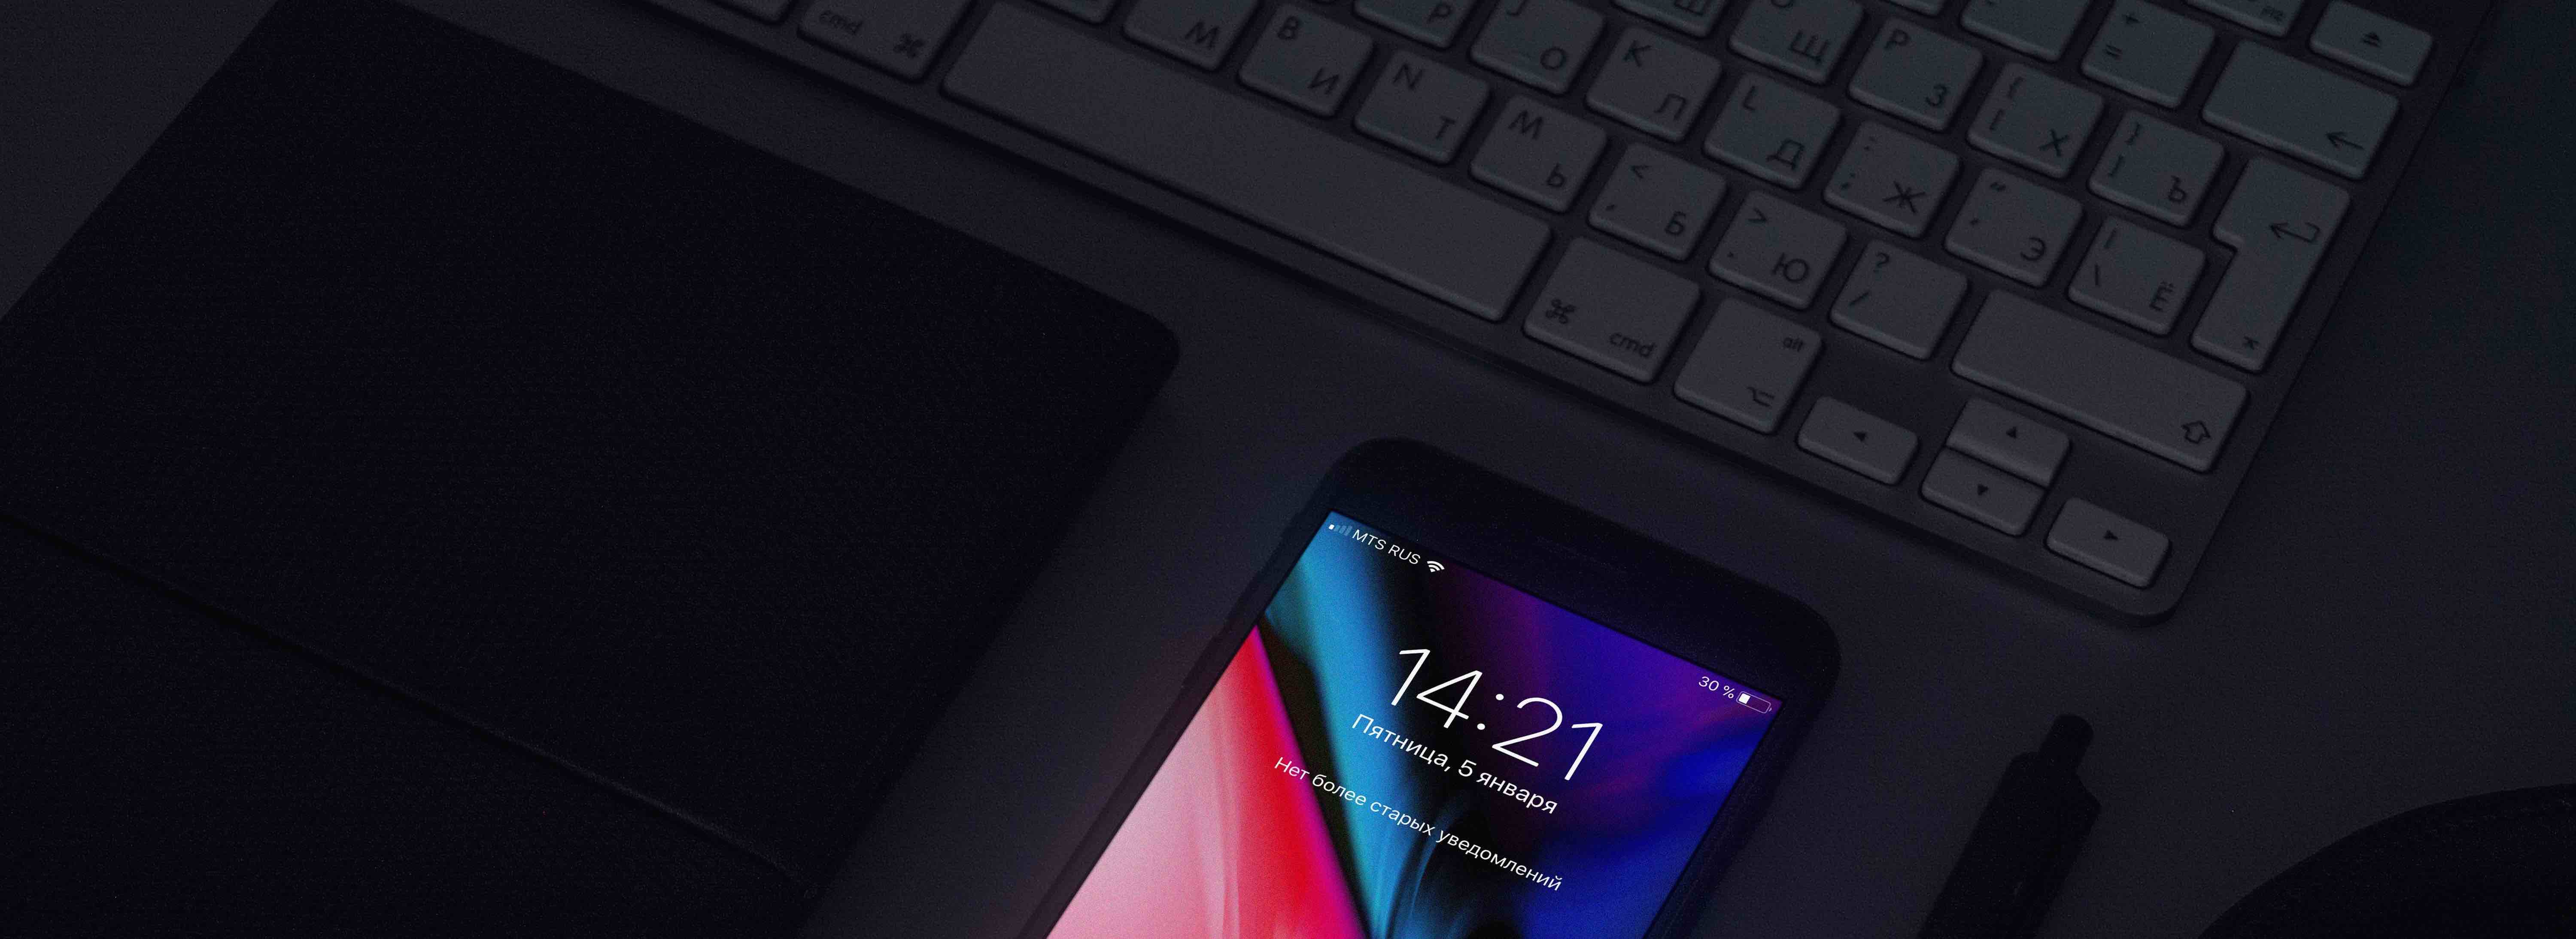 cmd ⌘
М
B И
N Т
M Ь
< , Б
> . Ю
? /
Р
J О
K Л
L Д
: ; Ж
" ' Э
| \ Ё
Щ
P З
{ [ Х
} ] Ъ
+ =
⌘ cmd
alt ⌥
MTS RUS
30 %
14:21
Пятница, 5 января
Нет более старых уведомлений